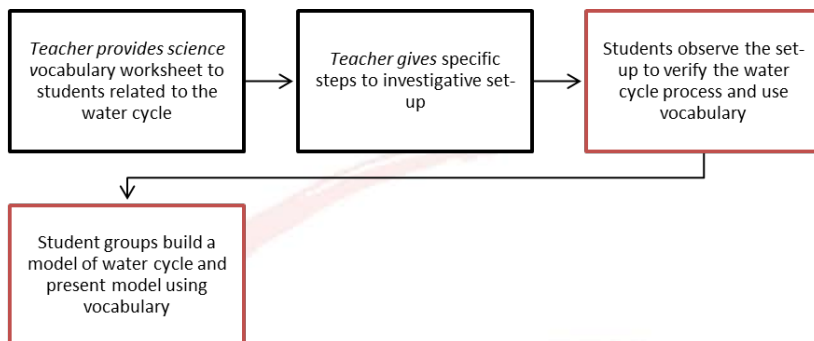 Teacher provides science
vocabulary worksheet to
students related to the
water cycle
Teacher gives specific
steps to investigative set-
up
Students observe the set-
up to verify the water
cycle process and use
vocabulary
Student groups build a
model of water cycle and
present model using
vocabulary